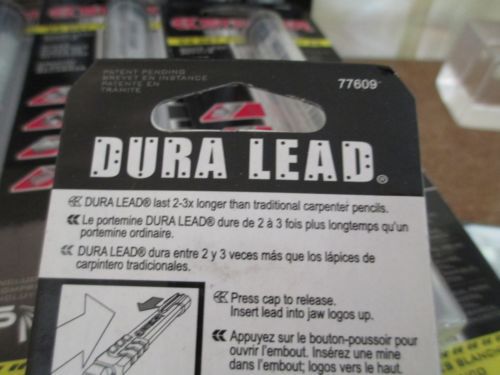 PATENT PENDING
BREVET EN INSTANCE
PATENTE EN
TRÁMITE
77609
DURA LEAD®
DURA LEAD® last 2-3x longer than traditional carpenter pencils.
Le portemine DURA LEAD® dure de 2 à 3 fois plus longtemps qu'un
portemine ordinaire.
DURA LEAD® dura entre 2 y 3 veces más que los lápices de
carpintero tradicionales.
Press cap to release.
Insert lead into jaw logos up.
Appuyez sur le bouton-poussoir pour
ouvrir l'embout. Insérez une mine
dans l'embout; logos vers le haut.